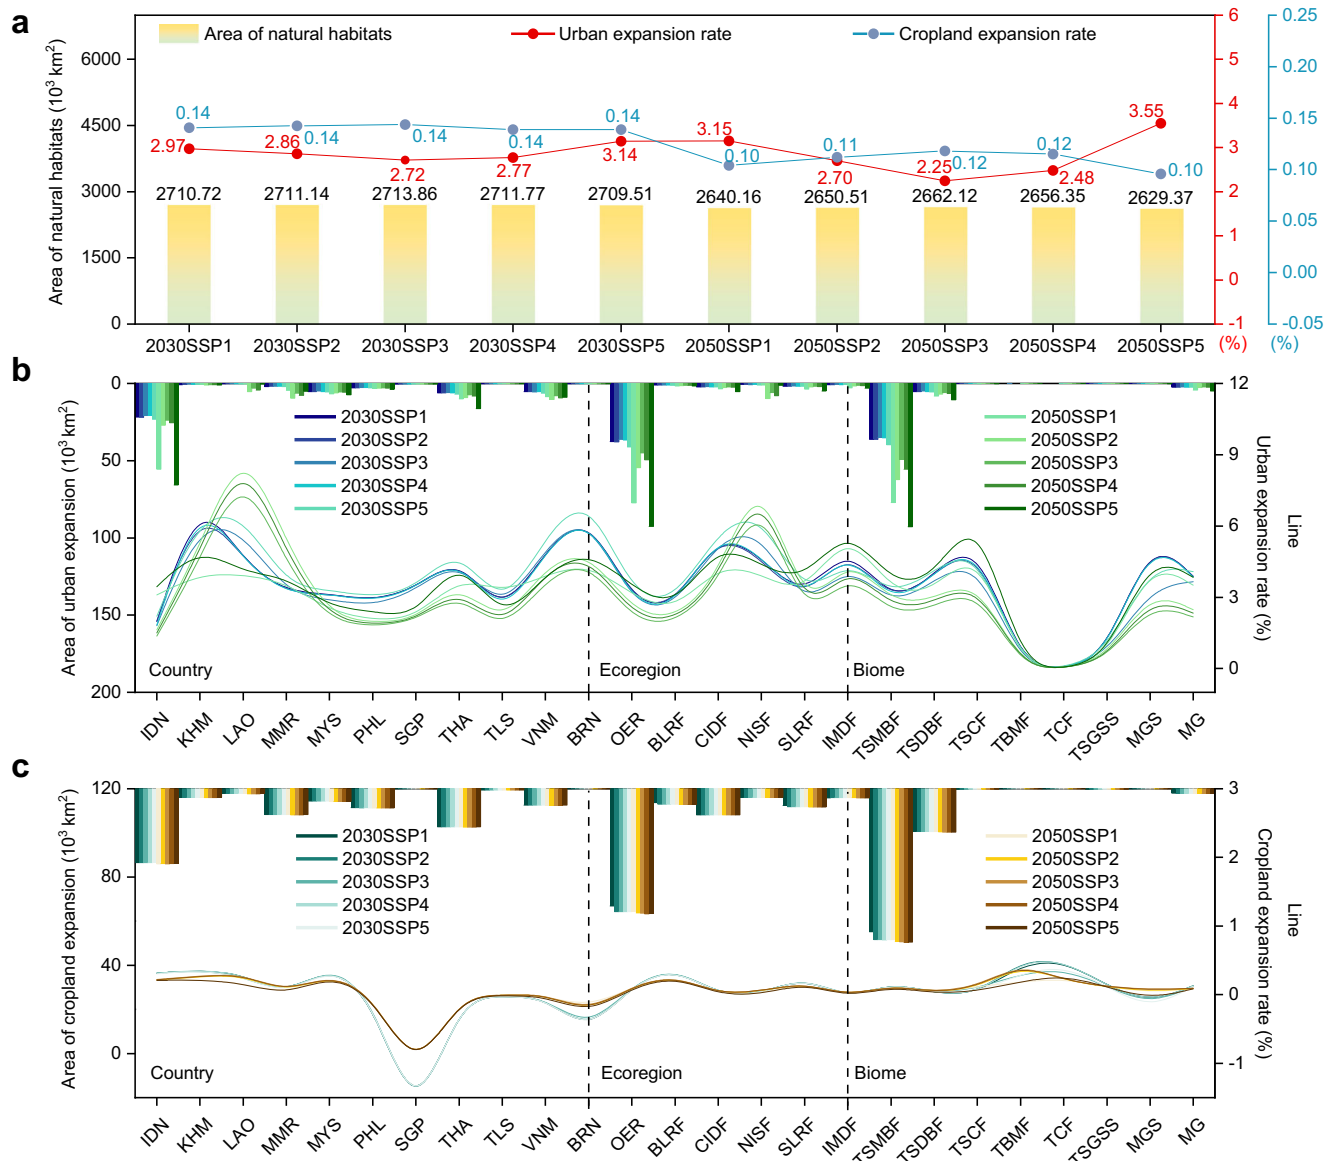 a
Area of natural habitats
Urban expansion rate
Cropland expansion rate
Area of natural habitats (10³ km²)
6000
4500
3000
1500
0
6
5
4
3
2
1
0
-1
(%)
0.25
0.20
0.15
0.10
0.05
0.00
-0.05
(%)
0.14 0.14 0.14 0.14 0.14 0.10 0.11 0.12 0.12 0.10
2.97 2.86 2.72 2.77 3.14 3.15 2.70 2.25 2.48 3.55
2710.72 2711.14 2713.86 2711.77 2709.51 2640.16 2650.51 2662.12 2656.35 2629.37
2030SSP1 2030SSP2 2030SSP3 2030SSP4 2030SSP5 2050SSP1 2050SSP2 2050SSP3 2050SSP4 2050SSP5
b
Area of urban expansion (10³ km²)
0
50
100
150
200
2030SSP1
2030SSP2
2030SSP3
2030SSP4
2030SSP5
2050SSP1
2050SSP2
2050SSP3
2050SSP4
2050SSP5
12
9
6
3
0
Urban expansion rate (%)
Line
Country
Ecoregion
Biome
IDN KHM LAO MMR MYS PHL SGP THA TLS VNM BRN OER BLRF CIDF NISF SLRF IMDF TSMBF TSDBF TSCF TBMF TCF TSGSS MGS MG
c
Area of cropland expansion (10³ km²)
120
80
40
0
2030SSP1
2030SSP2
2030SSP3
2030SSP4
2030SSP5
2050SSP1
2050SSP2
2050SSP3
2050SSP4
2050SSP5
3
2
1
0
-1
Cropland expansion rate (%)
Line
Country
Ecoregion
Biome
IDN KHM LAO MMR MYS PHL SGP THA TLS VNM BRN OER BLRF CIDF NISF SLRF IMDF TSMBF TSDBF TSCF TBMF TCF TSGSS MGS MG